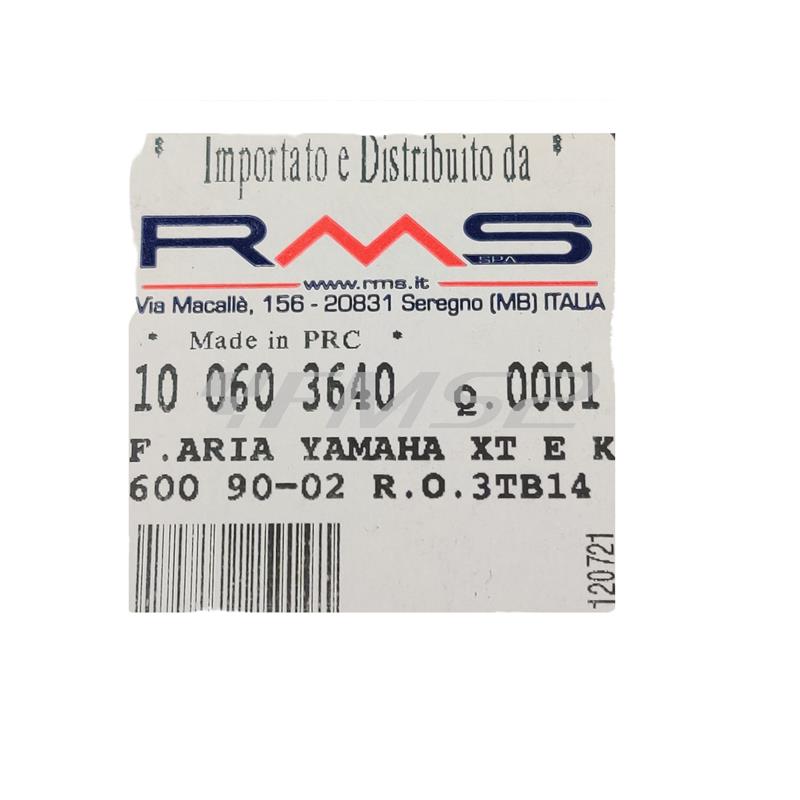 * Importato e Distribuito da *
RMS
SPA
www.rms.it
Via Macallè, 156 - 20831 Seregno (MB) ITALIA
* Made in PRC *
10 060 3640 Q.0001
F.ARIA YAMAHA XT E K
600 90-02 R.O.3TB14
120721